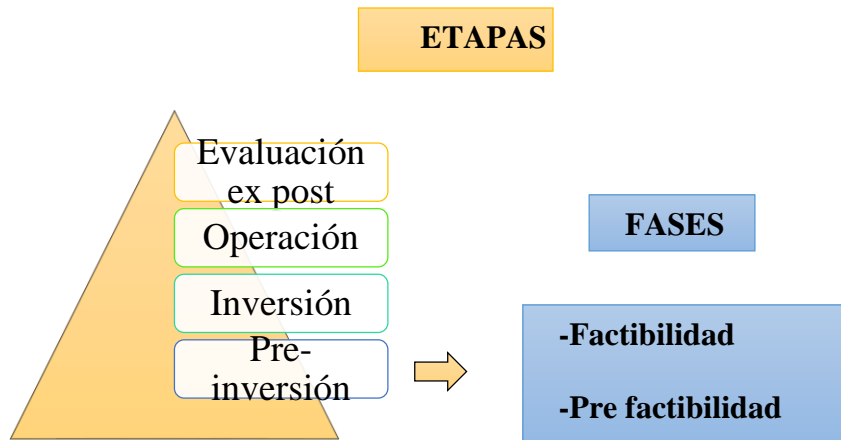 ETAPAS
Evaluación
ex post
Operación
Inversión
Pre-
inversión
FASES
-Factibilidad
-Pre factibilidad